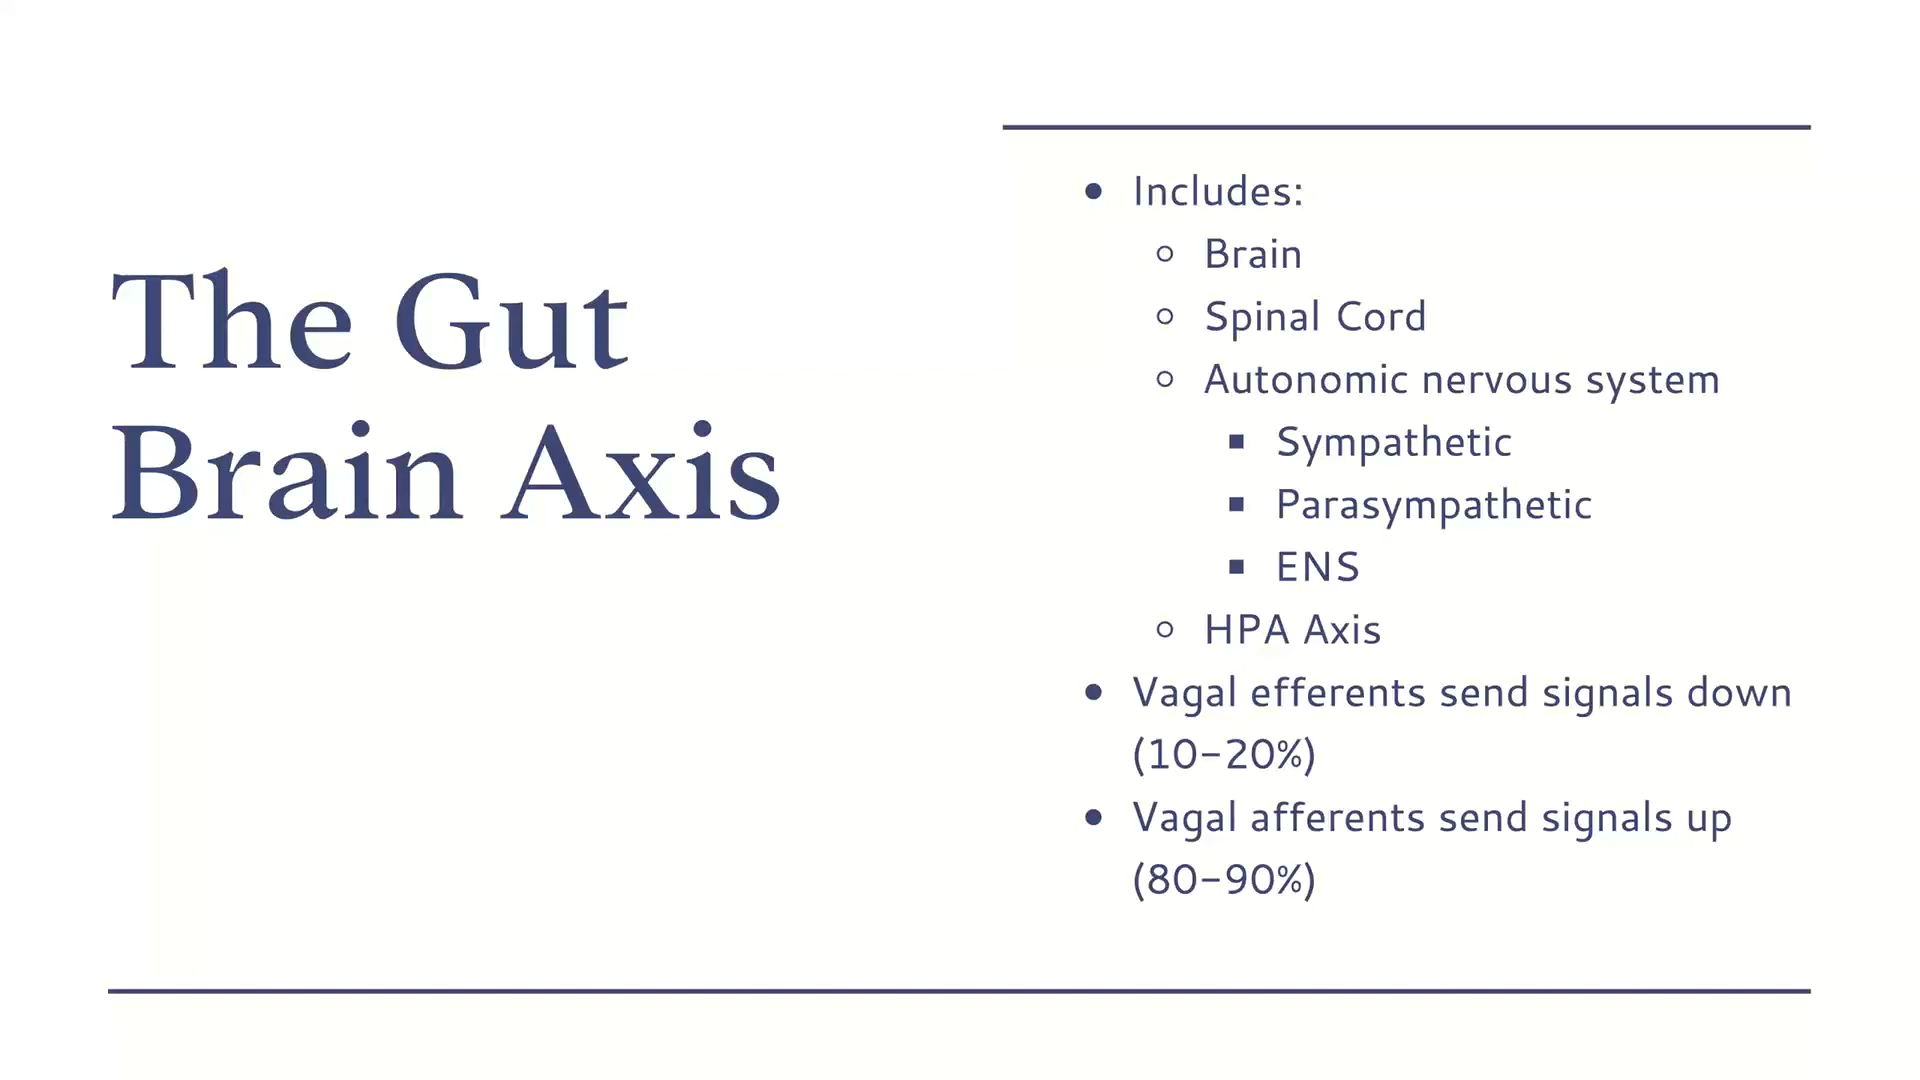 The Gut
Brain Axis
• Includes:
◦ Brain
◦ Spinal Cord
◦ Autonomic nervous system
▪ Sympathetic
▪ Parasympathetic
▪ ENS
◦ HPA Axis
• Vagal efferents send signals down
(10-20%)
• Vagal afferents send signals up
(80-90%)